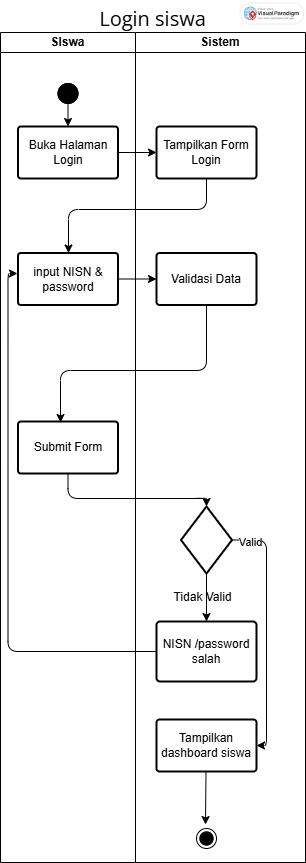 Login siswa
VisualParadigm
SIswa
Sistem
Buka Halaman
Login
Tampilkan Form
Login
input NISN &
password
Validasi Data
Submit Form
Valid
Tidak Valid
NISN /password
salah
Tampilkan
dashboard siswa